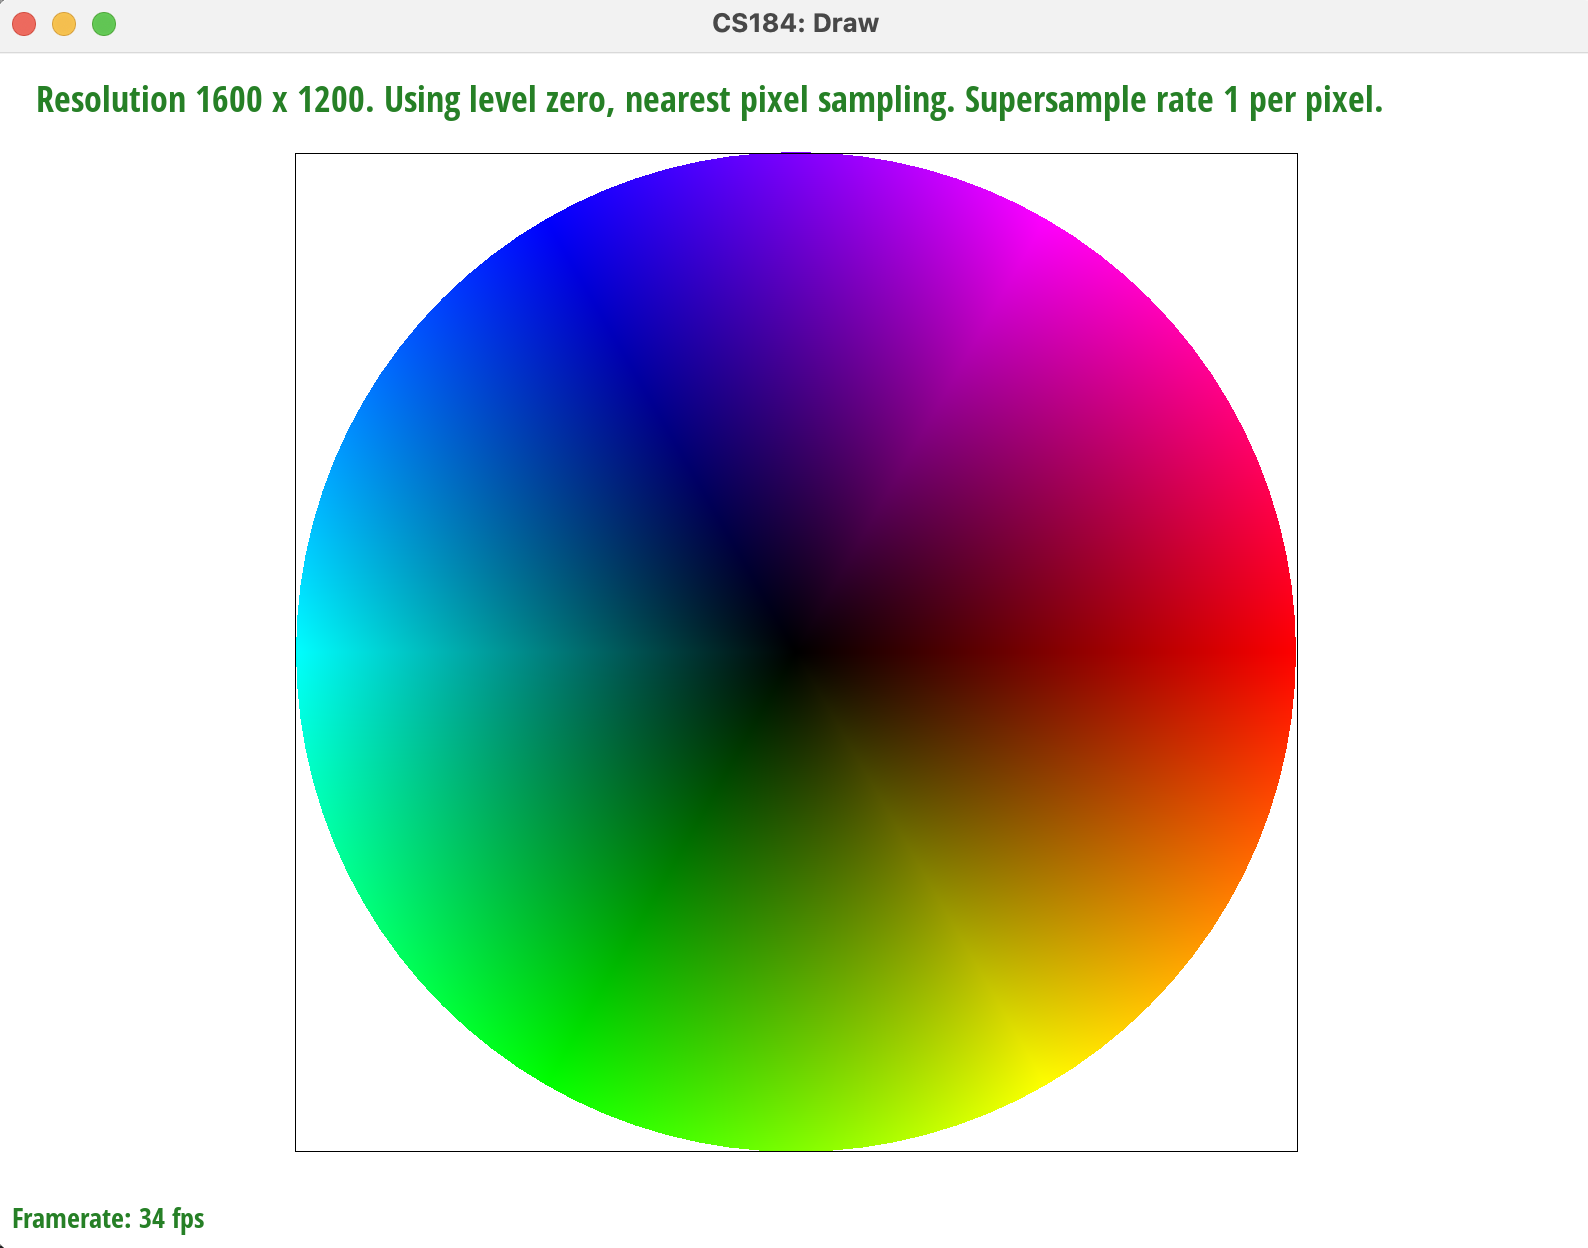 CS184: Draw
Resolution 1600 x 1200. Using level zero, nearest pixel sampling. Supersample rate 1 per pixel.
Framerate: 34 fps